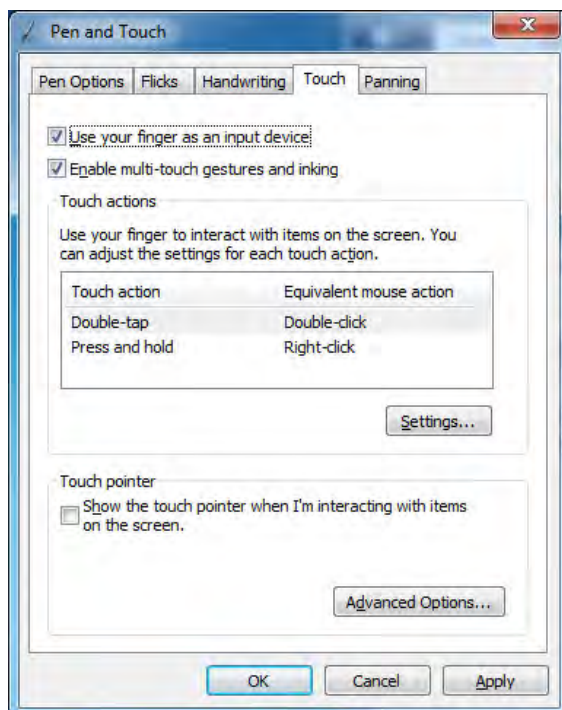 Pen and Touch
Pen Options Flicks Handwriting Touch Panning
Use your finger as an input device
Enable multi-touch gestures and inking
Touch actions
Use your finger to interact with items on the screen. You
can adjust the settings for each touch action.
Touch action Equivalent mouse action
Double-tap Double-click
Press and hold Right-click
Settings...
Touch pointer
Show the touch pointer when I'm interacting with items
on the screen.
Advanced Options...
OK Cancel Apply